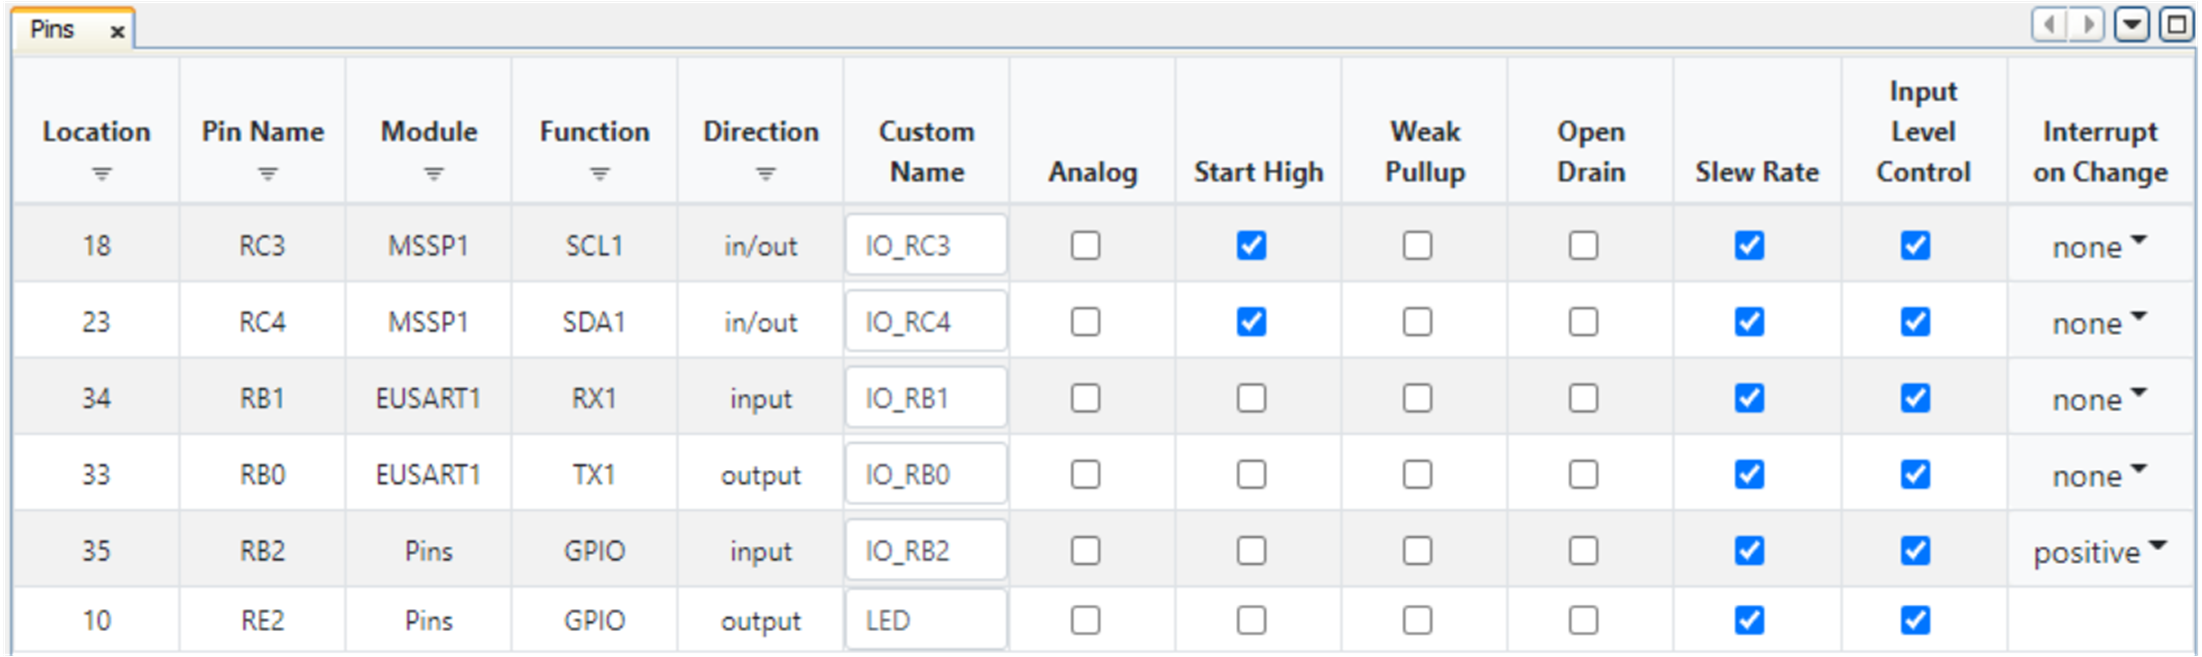 Pins x
Location Pin Name Module Function Direction Custom Name Analog Start High Weak Pullup Open Drain Slew Rate Input Level Control Interrupt on Change
18 RC3 MSSP1 SCL1 in/out IO_RC3 none
23 RC4 MSSP1 SDA1 in/out IO_RC4 none
34 RB1 EUSART1 RX1 input IO_RB1 none
33 RB0 EUSART1 TX1 output IO_RB0 none
35 RB2 Pins GPIO input IO_RB2 positive
10 RE2 Pins GPIO output LED